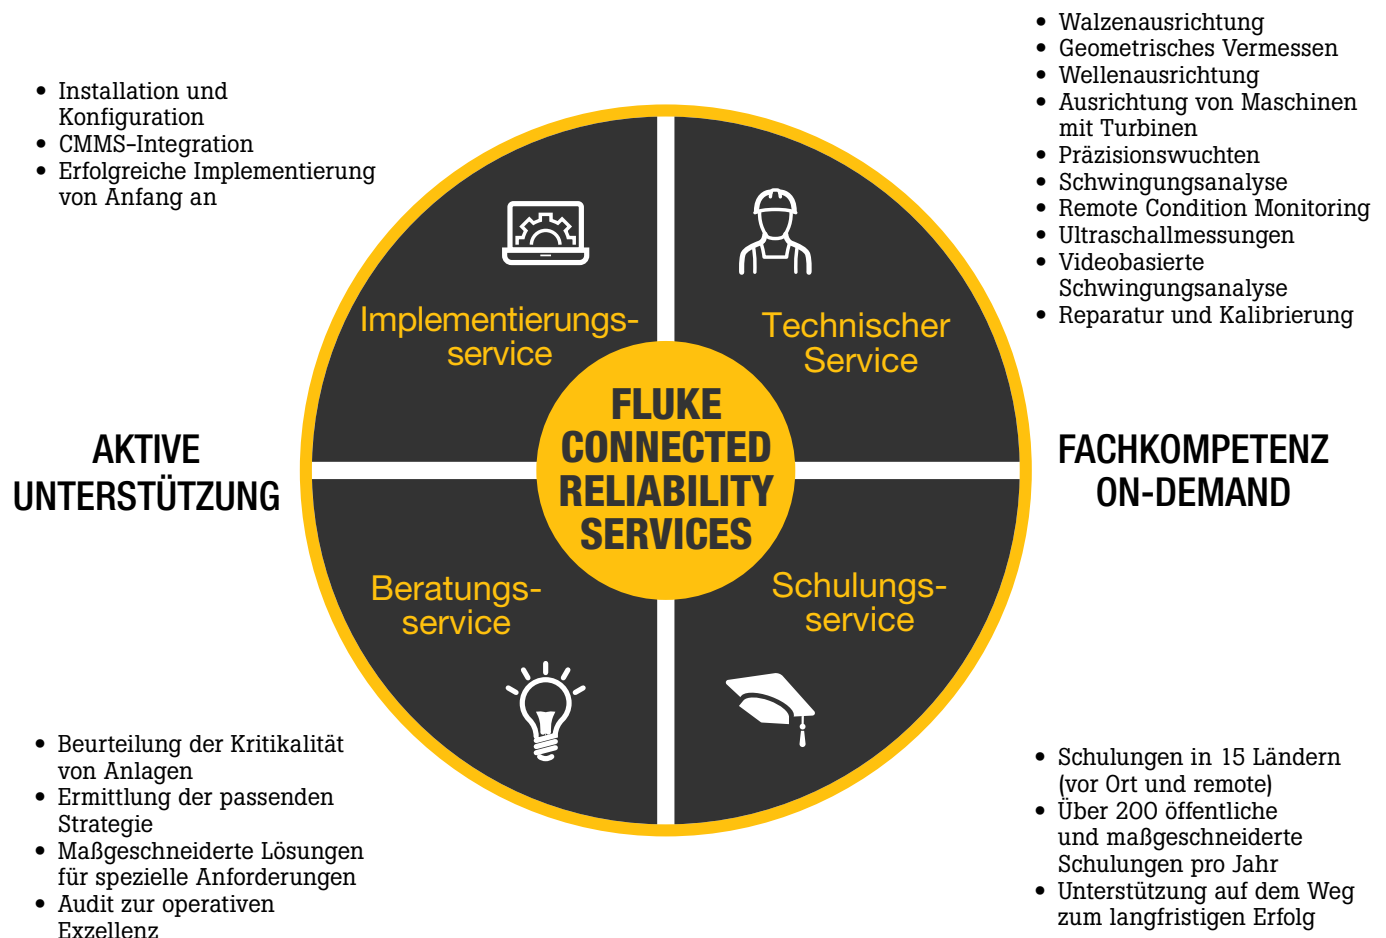 • Installation und
Konfiguration
• CMMS-Integration
• Erfolgreiche Implementierung
von Anfang an
• Walzenausrichtung
• Geometrisches Vermessen
• Wellenausrichtung
• Ausrichtung von Maschinen
mit Turbinen
• Präzisionswuchten
• Schwingungsanalyse
• Remote Condition Monitoring
• Ultraschallmessungen
• Videobasierte
Schwingungsanalyse
• Reparatur und Kalibrierung
Implementierungs-
service
Technischer
Service
AKTIVE
UNTERSTÜTZUNG
FLUKE
CONNECTED
RELIABILITY
SERVICES
FACHKOMPETENZ
ON-DEMAND
Beratungs-
service
Schulungs-
service
• Beurteilung der Kritikalität
von Anlagen
• Ermittlung der passenden
Strategie
• Maßgeschneiderte Lösungen
für spezielle Anforderungen
• Audit zur operativen
Exzellenz
• Schulungen in 15 Ländern
(vor Ort und remote)
• Über 200 öffentliche
und maßgeschneiderte
Schulungen pro Jahr
• Unterstützung auf dem Weg
zum langfristigen Erfolg